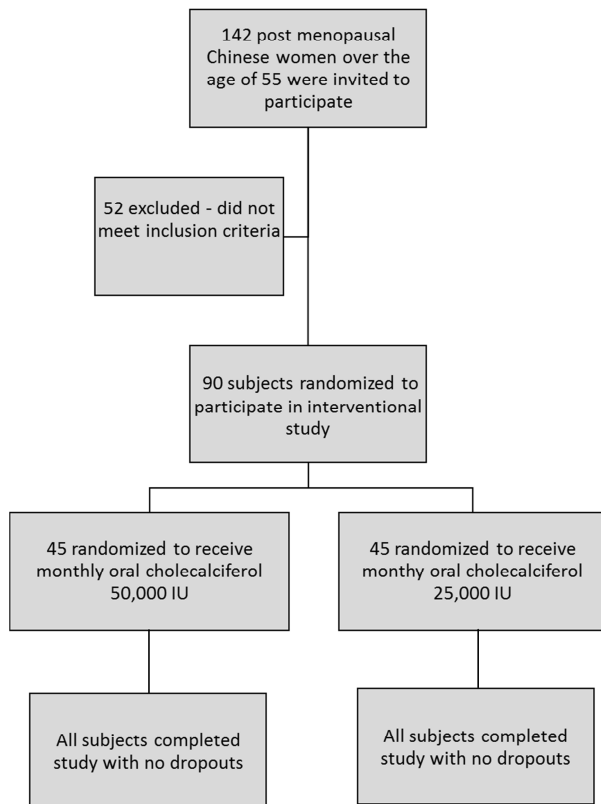 142 post menopausal
Chinese women over the
age of 55 were invited to
participate
52 excluded - did not
meet inclusion criteria
90 subjects randomized to
participate in interventional
study
45 randomized to receive
monthly oral cholecalciferol
50,000 IU
45 randomized to receive
monthy oral cholecalciferol
25,000 IU
All subjects completed
study with no dropouts
All subjects completed
study with no dropouts